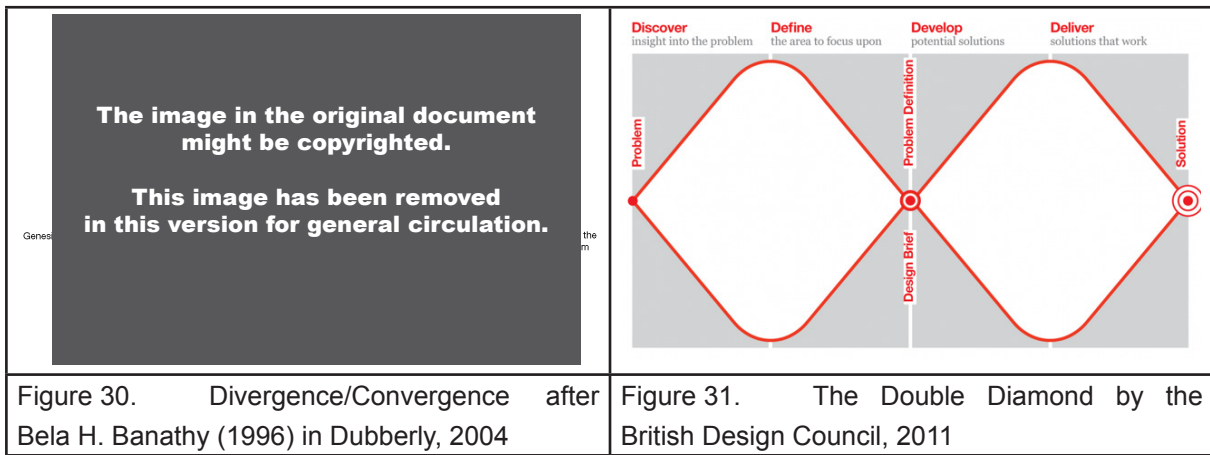 The image in the original document
might be copyrighted.
This image has been removed
in this version for general circulation.
Genesi
the
m
Figure 30. Divergence/Convergence after
Bela H. Banathy (1996) in Dubberly, 2004
Discover
insight into the problem
Define
the area to focus upon
Develop
potential solutions
Deliver
solutions that work
Problem
Problem Definition
Design Brief
Solution
Figure 31. The Double Diamond by the
British Design Council, 2011